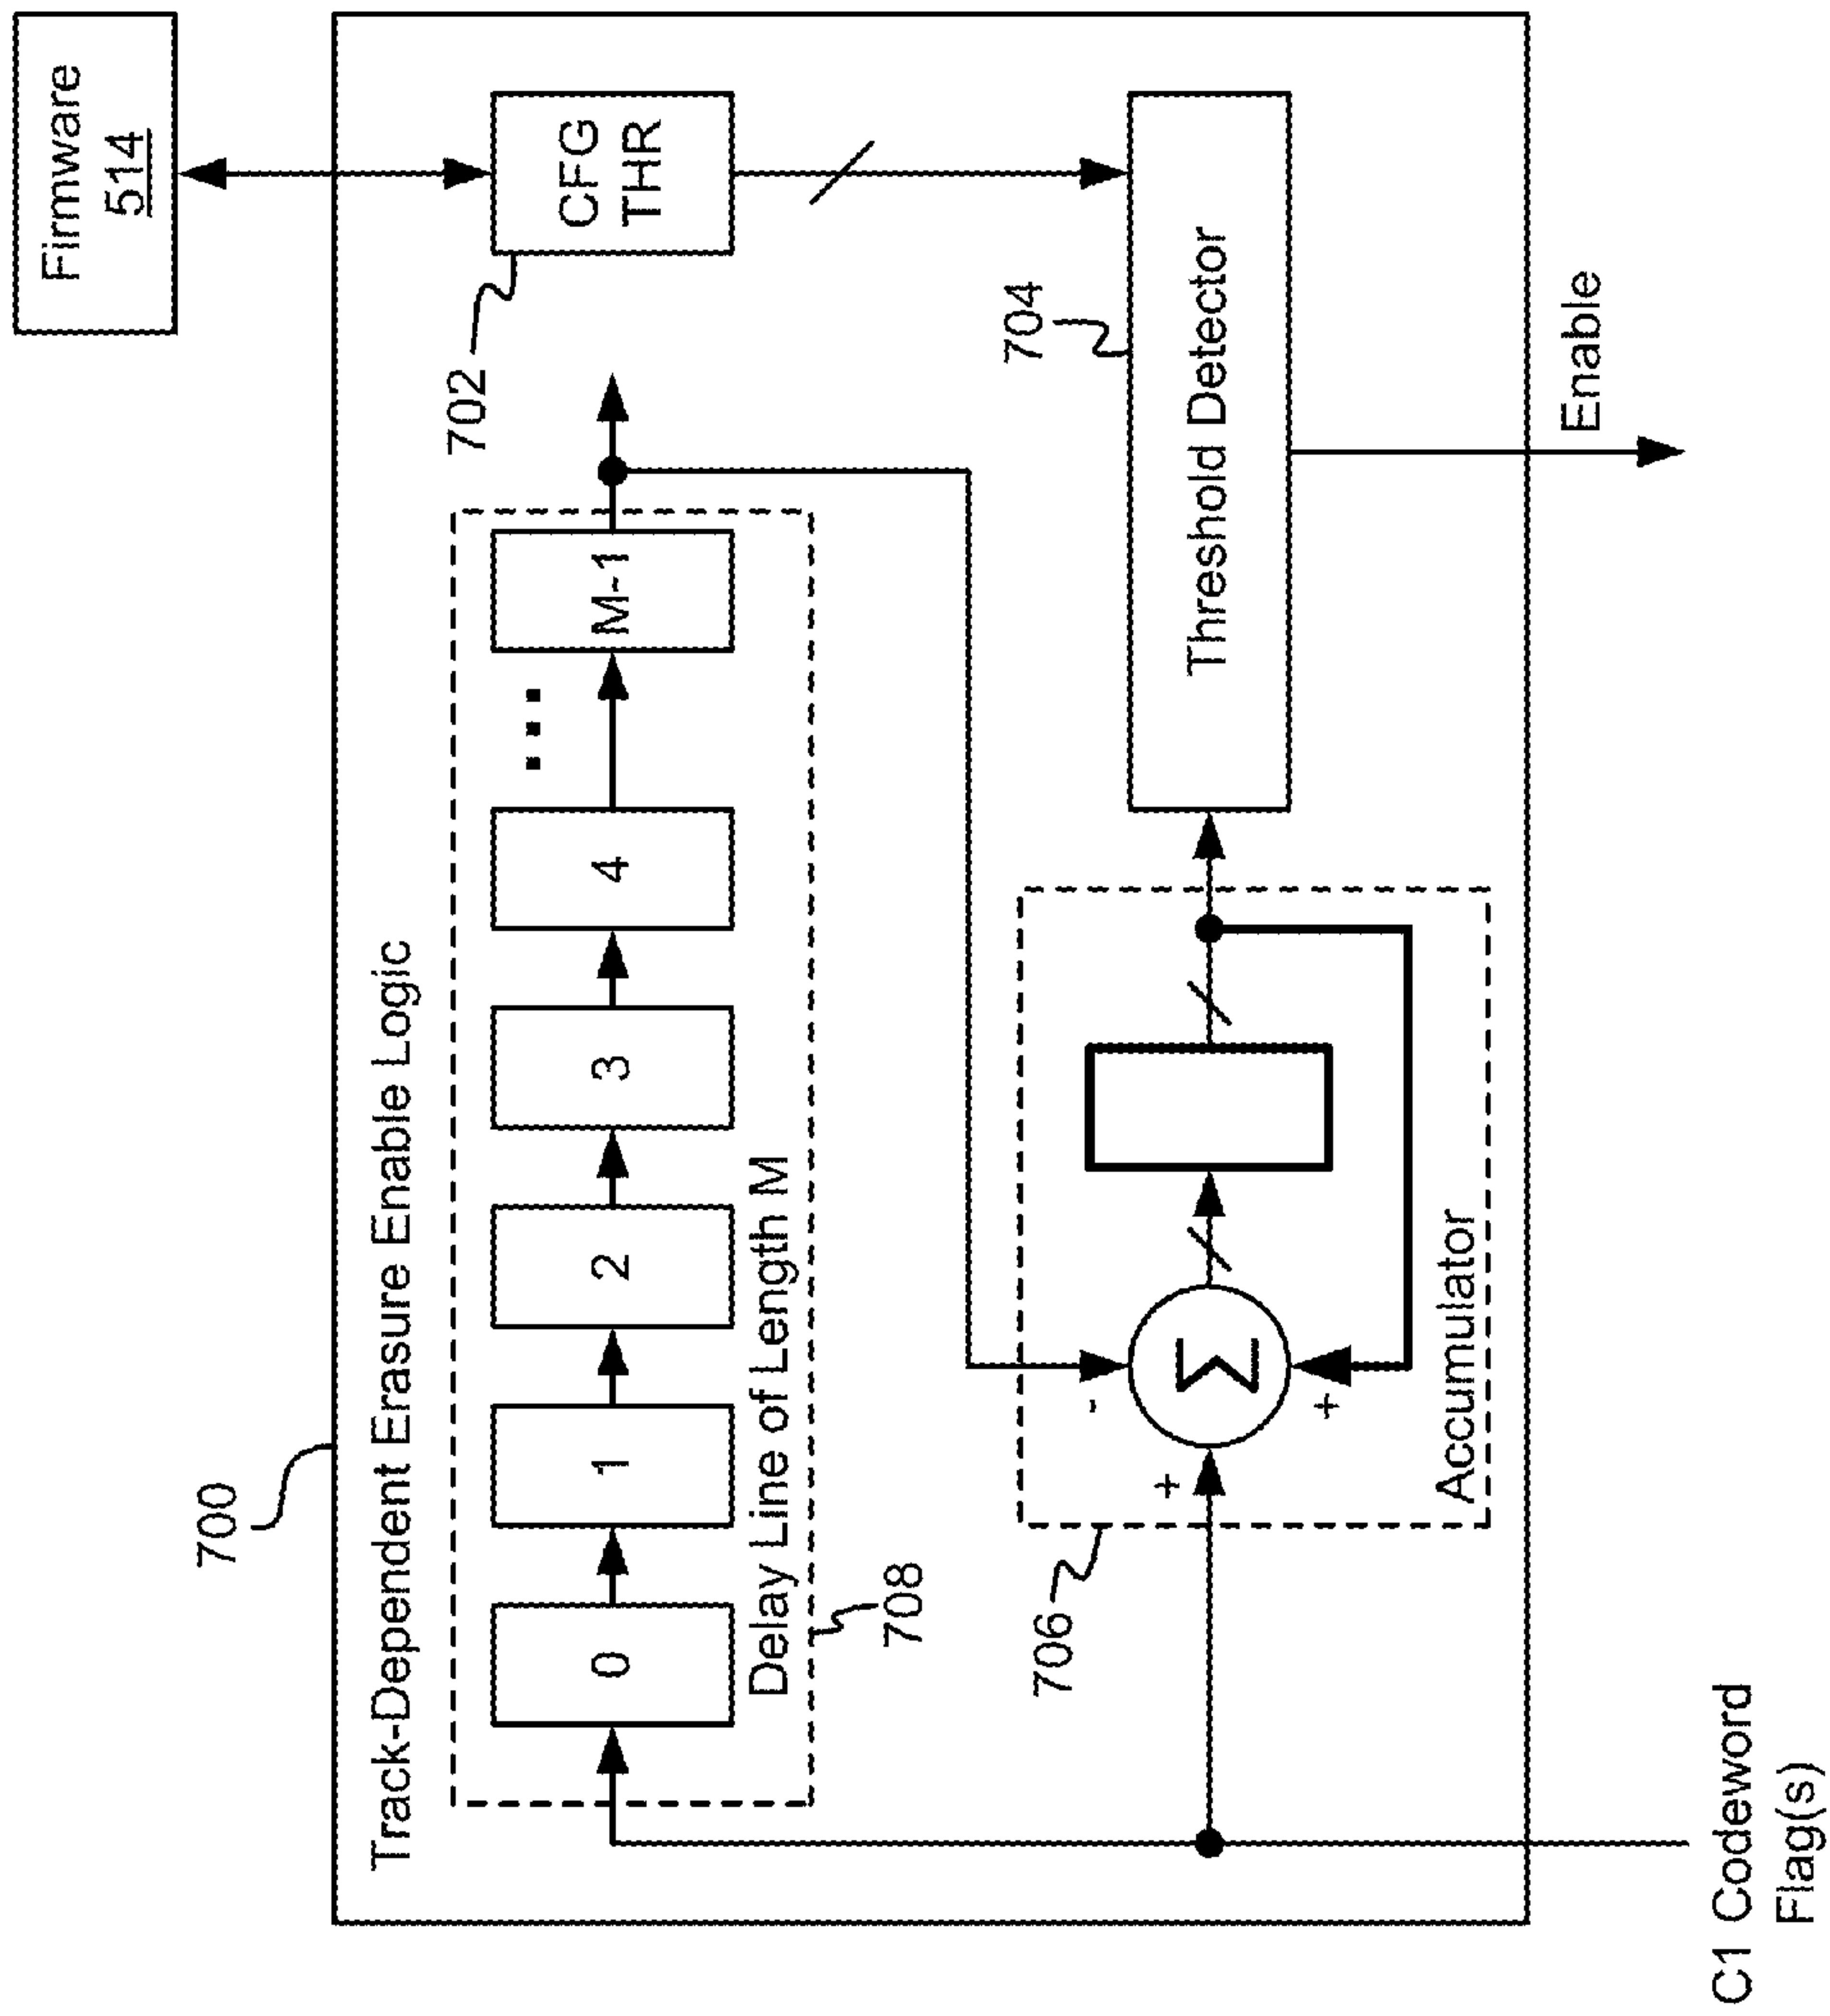 Firmware
514
700
Track-Dependent Erasure Enable Logic
0
1
2
3
4
...
M-1
Delay Line of Length M
708
702
CFG
THR
704
Threshold Detector
706
+
-
+
Σ
Accumulator
C1 Codeword
Flag(s)
Enable